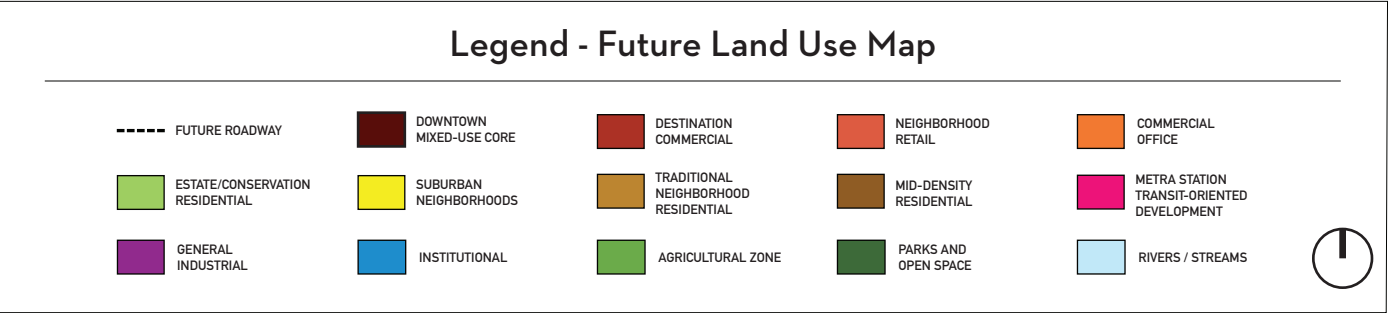 Legend - Future Land Use Map
FUTURE ROADWAY
DOWNTOWN
MIXED-USE CORE
DESTINATION
COMMERCIAL
NEIGHBORHOOD
RETAIL
COMMERCIAL
OFFICE
ESTATE/CONSERVATION
RESIDENTIAL
SUBURBAN
NEIGHBORHOODS
TRADITIONAL
NEIGHBORHOOD
RESIDENTIAL
MID-DENSITY
RESIDENTIAL
METRA STATION
TRANSIT-ORIENTED
DEVELOPMENT
GENERAL
INDUSTRIAL
INSTITUTIONAL
AGRICULTURAL ZONE
PARKS AND
OPEN SPACE
RIVERS / STREAMS